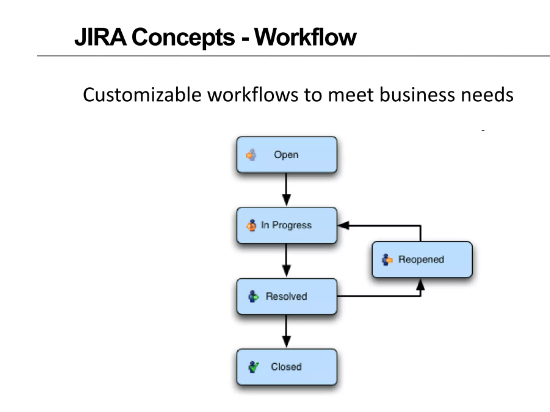 JIRA Concepts - Workflow
Customizable workflows to meet business needs
Open
In Progress
Reopened
Resolved
Closed